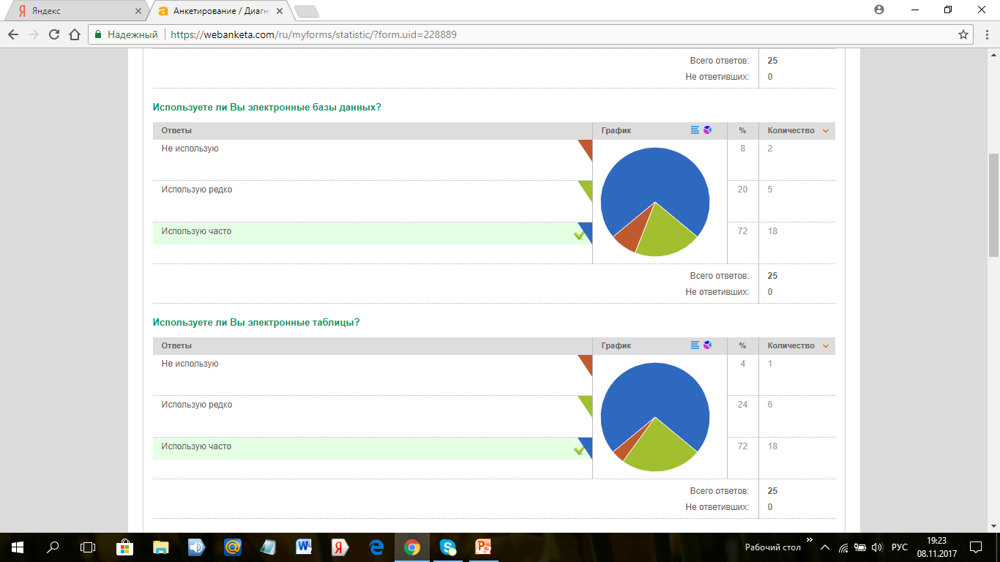 Яндекс
Анкетирование / Диагн
Надежный https://webanketa.com/ru/myforms/statistic/?form.uid=228889
Всего ответов: 25
Не ответивших: 0
Используете ли Вы электронные базы данных?
Ответы График % Количество
Не использую 8 2
Использую редко 20 5
Использую часто 72 18
Всего ответов: 25
Не ответивших: 0
Используете ли Вы электронные таблицы?
Ответы График % Количество
Не использую 4 1
Использую редко 24 6
Использую часто 72 18
Всего ответов: 25
Не ответивших: 0
Рабочий стол РУС
19:23
08.11.2017